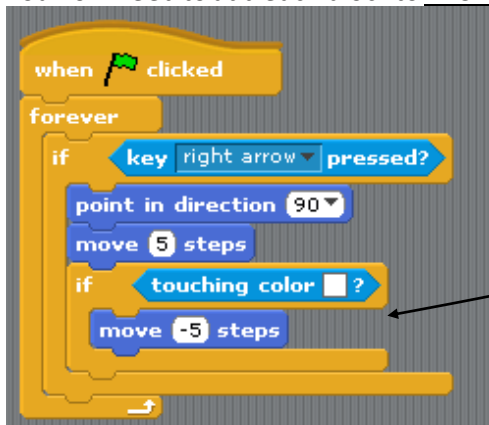 when clicked
forever
if key right arrow pressed?
point in direction 90
move 5 steps
if touching color ?
move -5 steps